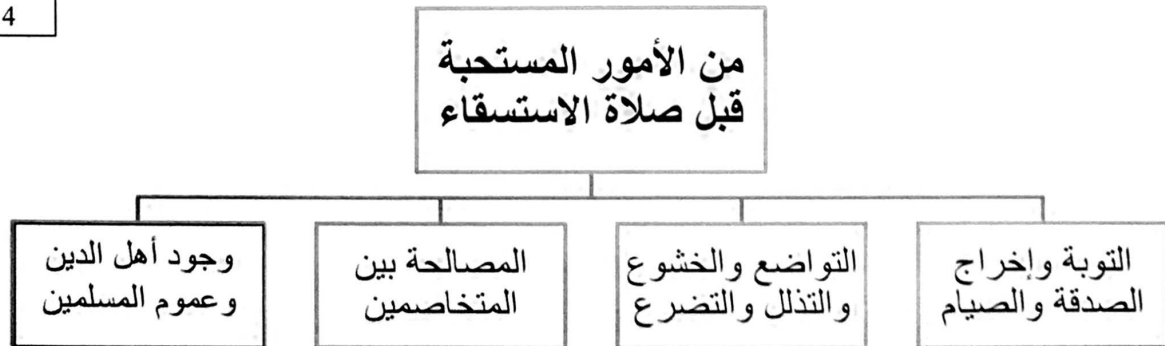 4
من الأمور المستحبة
قبل صلاة الاستسقاء
التوبة وإخراج
الصدقة والصيام
التواضع والخشوع
والتذلل والتضرع
المصالحة بين
المتخاصمين
وجود أهل الدين
وعموم المسلمين